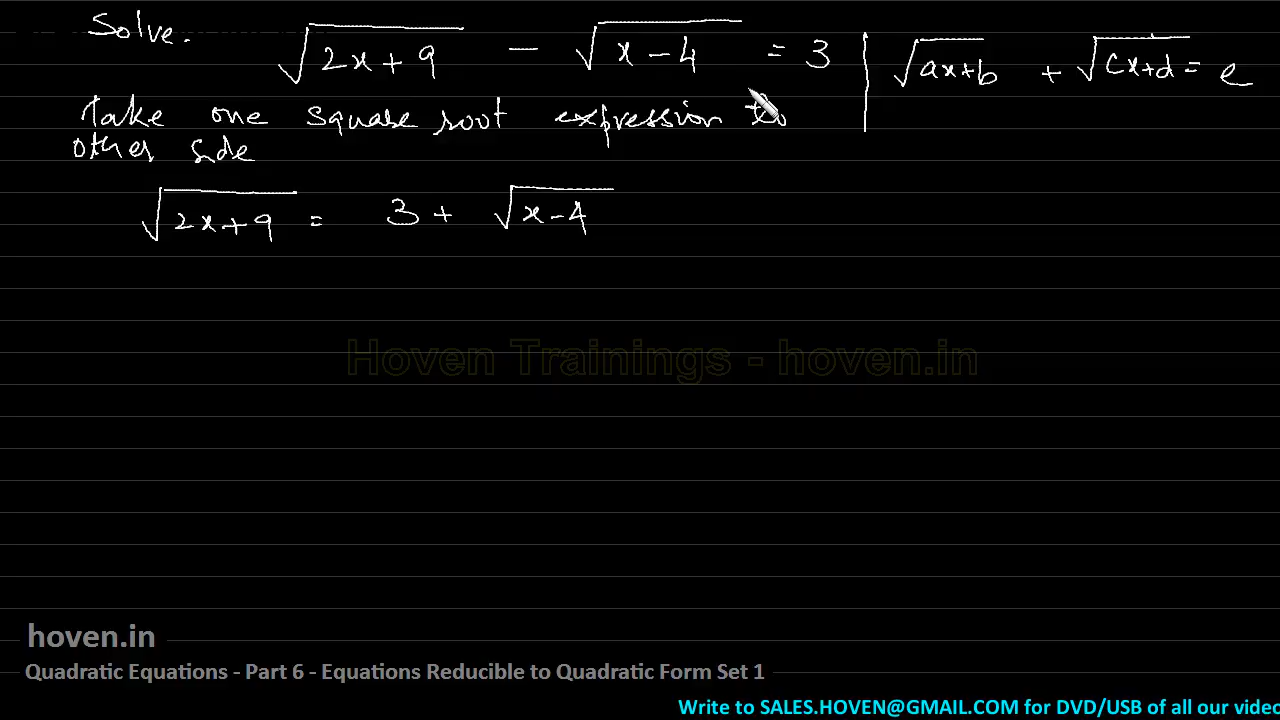 Solve. √(2x + 9) − √(x − 4) = 3 | √(ax+b) + √(cx+d) = e
Take one square root expression to
other side
√(2x+9) = 3 + √(x−4)
Hoven Trainings - hoven.in
hoven.in
Quadratic Equations - Part 6 - Equations Reducible to Quadratic Form Set 1
Write to SALES.HOVEN@GMAIL.COM for DVD/USB of all our video